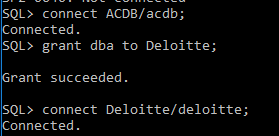 SQL> connect ACDB/acdb;
Connected.
SQL> grant dba to Deloitte;
Grant succeeded.
SQL> connect Deloitte/deloitte;
Connected.